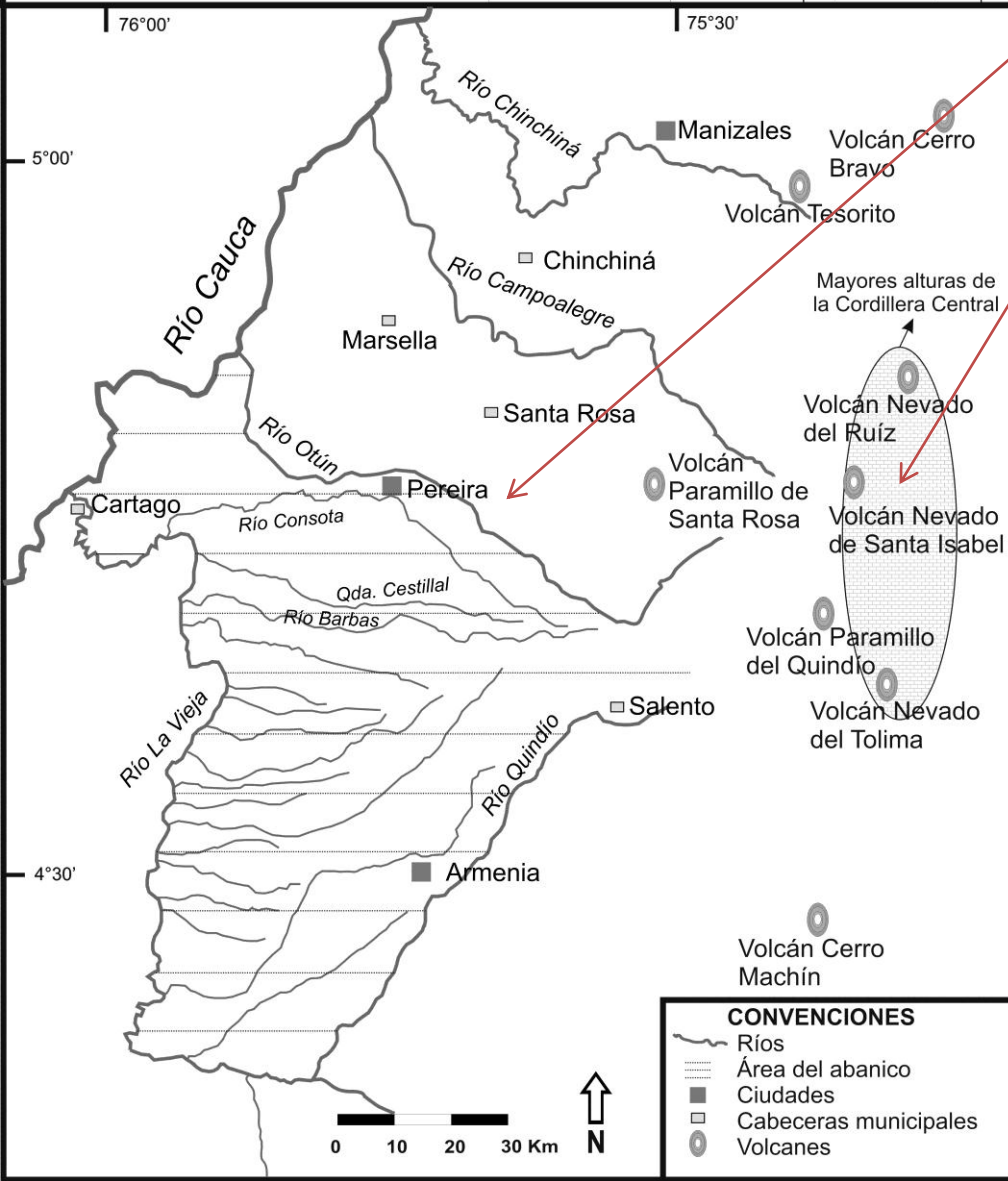 76°00'
75°30'
Río Chinchiná
Manizales
Volcán Cerro
Bravo
5°00'
Volcán Tesorito
Río Cauca
Chinchiná
Río Campoalegre
Mayores alturas de
la Cordillera Central
Marsella
Volcán Nevado
del Ruíz
Santa Rosa
Río Otún
Volcán
Paramillo de
Santa Rosa
Pereira
Cartago
Río Consota
Volcán Nevado
de Santa Isabel
Qda. Cestillal
Río Barbas
Volcán Paramillo
del Quindío
Salento
Volcán Nevado
del Tolima
Río La Vieja
Río Quindío
4°30'
Armenia
Volcán Cerro
Machín
CONVENCIONES
Ríos
Área del abanico
Ciudades
Cabeceras municipales
Volcanes
0 10 20 30 Km
N